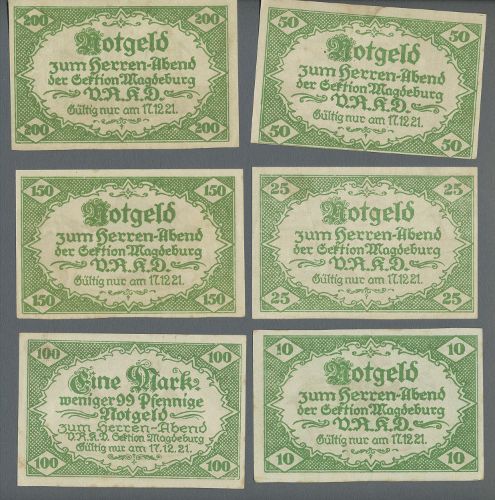 200 200
Notgeld
zum Herren-Abend
der Sektion Magdeburg
V.R.K.D.
Gültig nur am 17.12.21.
200 200
50 50
Notgeld
zum Herren-Abend
der Sektion Magdeburg
V.R.K.D.
Gültig nur am 17.12.21.
50 50
150 150
Notgeld
zum Herren-Abend
der Sektion Magdeburg
V.R.K.D.
Gültig nur am 17.12.21.
150 150
25 25
Notgeld
zum Herren-Abend
der Sektion Magdeburg
V.R.K.D.
Gültig nur am 17.12.21.
25 25
100 100
Eine Mark
weniger 99 Pfennige
Notgeld
zum Herren-Abend
V.R.K.D. Sektion Magdeburg
Gültig nur am 17.12.21.
100 100
10 10
Notgeld
zum Herren-Abend
der Sektion Magdeburg
V.R.K.D.
Gültig nur am 17.12.21.
10 10